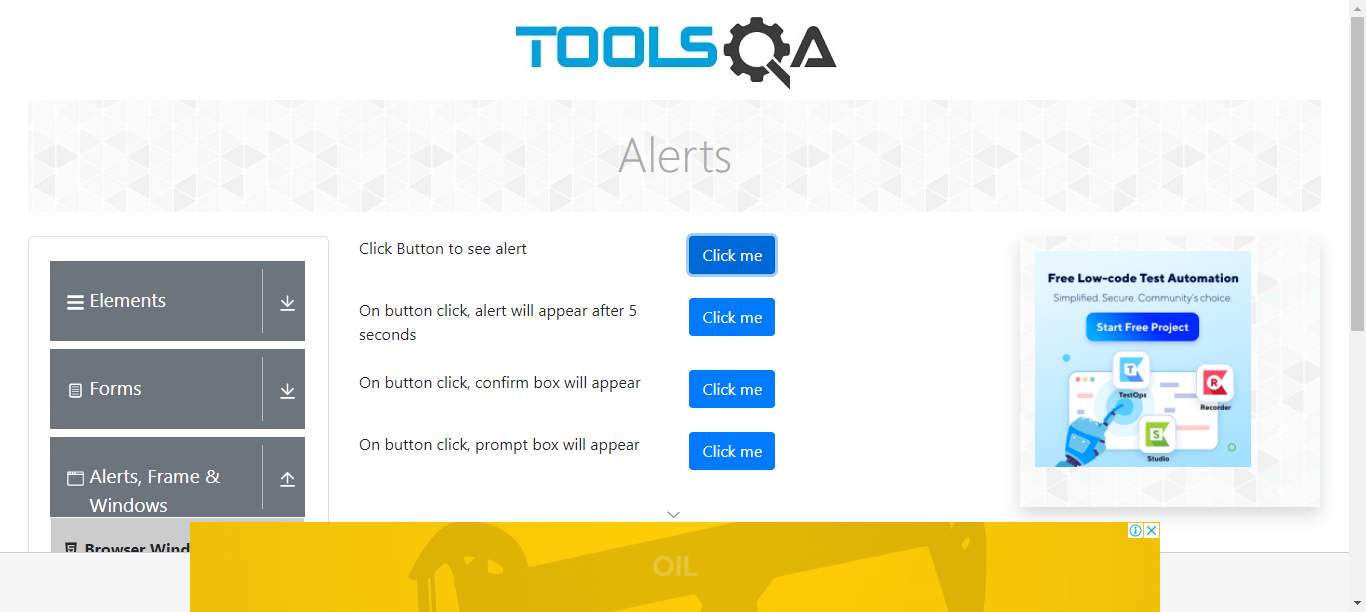 TOOLSQA
Alerts
Elements
Forms
Alerts, Frame &
Windows
Click Button to see alert
Click me
On button click, alert will appear after 5
seconds
Click me
On button click, confirm box will appear
Click me
On button click, prompt box will appear
Click me
Free Low-code Test Automation
Simplified. Secure. Community's choice.
Start Free Project
T
TestOps
R
Recorder
S
Studio
OIL